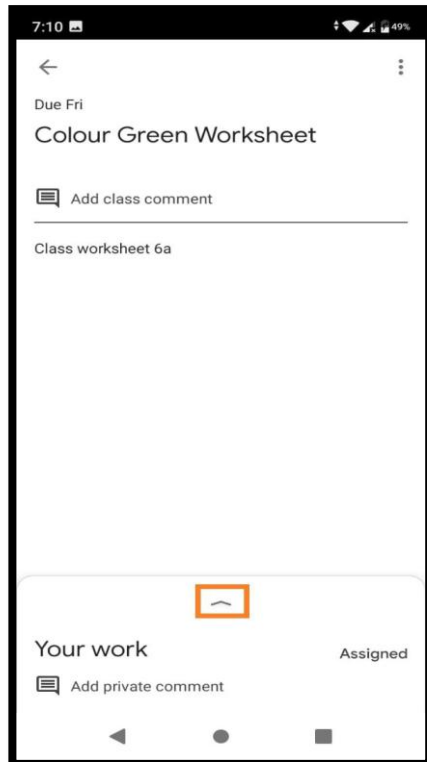 7:10 49%
Due Fri
Colour Green Worksheet
Add class comment
Class worksheet 6a
Your work Assigned
Add private comment